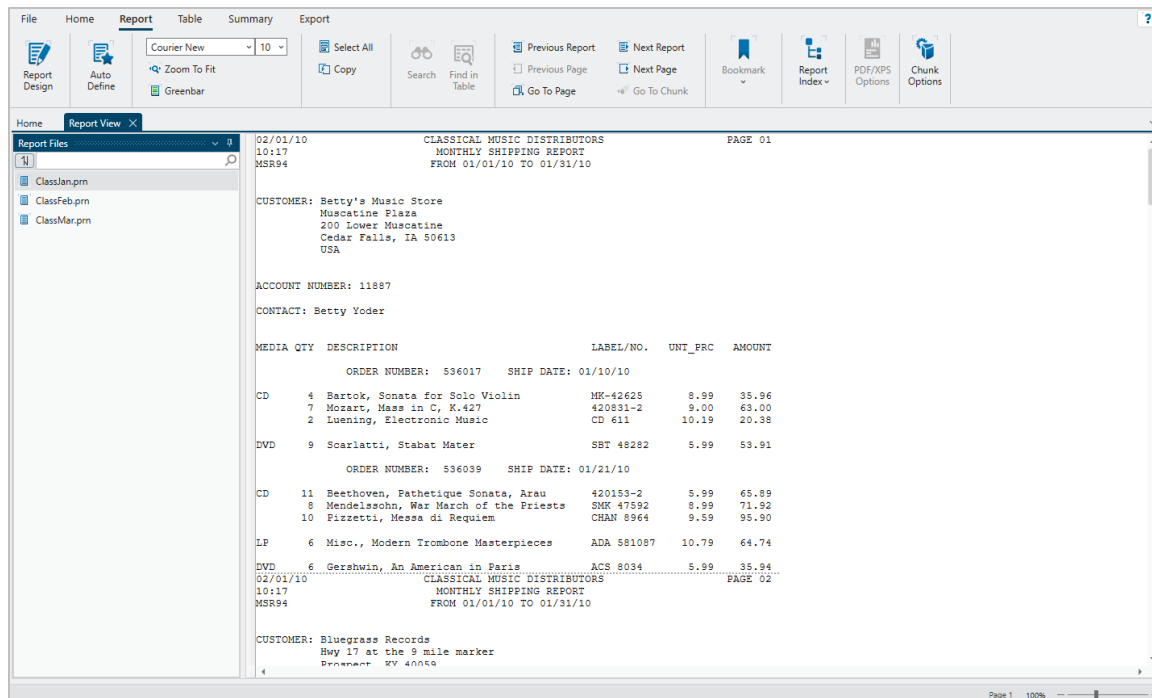 File Home Report Table Summary Export ?
Report Design
Auto Define
Courier New 10
Zoom To Fit
Greenbar
Select All
Copy
Search
Find in Table
Previous Report
Previous Page
Go To Page
Next Report
Next Page
Go To Chunk
Bookmark
Report Index
PDF/XPS Options
Chunk Options
Home Report View
Report Files
ClassJan.prn
ClassFeb.prn
ClassMar.prn
02/01/10 CLASSICAL MUSIC DISTRIBUTORS PAGE 01
10:17 MONTHLY SHIPPING REPORT
MSR94 FROM 01/01/10 TO 01/31/10
CUSTOMER: Betty's Music Store
Muscatine Plaza
200 Lower Muscatine
Cedar Falls, IA 50613
USA
ACCOUNT NUMBER: 11887
CONTACT: Betty Yoder
MEDIA QTY DESCRIPTION LABEL/NO. UNT_PRC AMOUNT
ORDER NUMBER: 536017 SHIP DATE: 01/10/10
CD 4 Bartok, Sonata for Solo Violin MK-42625 8.99 35.96
7 Mozart, Mass in C, K.427 420831-2 9.00 63.00
2 Luening, Electronic Music CD 611 10.19 20.38
DVD 9 Scarlatti, Stabat Mater SBT 48282 5.99 53.91
ORDER NUMBER: 536039 SHIP DATE: 01/21/10
CD 11 Beethoven, Pathetique Sonata, Arau 420153-2 5.99 65.89
8 Mendelssohn, War March of the Priests SMK 47592 8.99 71.92
10 Pizzetti, Messa di Requiem CHAN 8964 9.59 95.90
LP 6 Misc., Modern Trombone Masterpieces ADA 581087 10.79 64.74
DVD 6 Gershwin, An American in Paris ACS 8034 5.99 35.94
02/01/10 CLASSICAL MUSIC DISTRIBUTORS PAGE 02
10:17 MONTHLY SHIPPING REPORT
MSR94 FROM 01/01/10 TO 01/31/10
CUSTOMER: Bluegrass Records
Hwy 17 at the 9 mile marker
Prospect, KY 40059
Page 1 100%